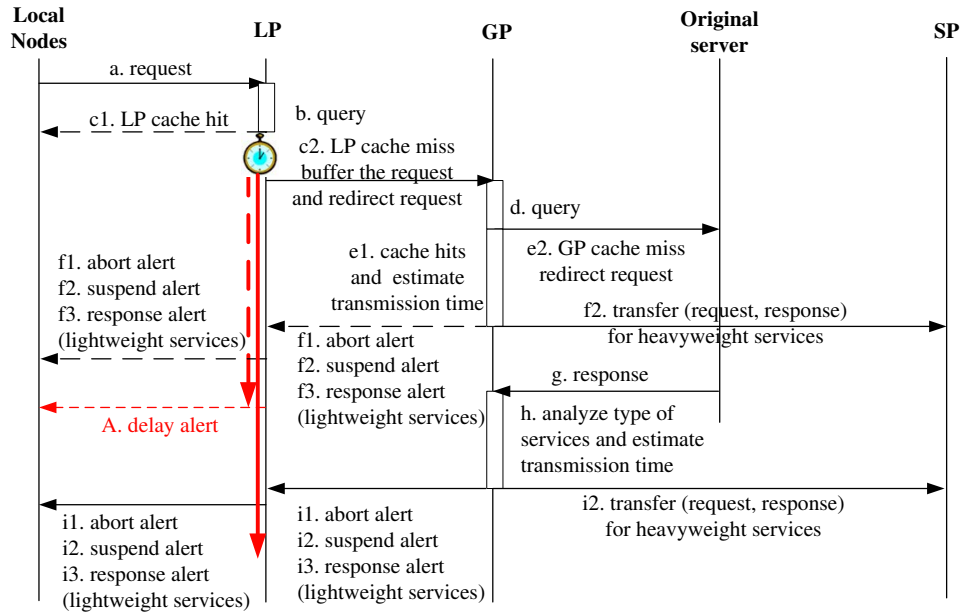 Local
Nodes
LP
GP
Original
server
SP
a. request
c1. LP cache hit
b. query
c2. LP cache miss
buffer the request
and redirect request
d. query
e1. cache hits
and estimate
transmission time
e2. GP cache miss
redirect request
f1. abort alert
f2. suspend alert
f3. response alert
(lightweight services)
f2. transfer (request, response)
for heavyweight services
f1. abort alert
f2. suspend alert
f3. response alert
(lightweight services)
g. response
A. delay alert
h. analyze type of
services and estimate
transmission time
i1. abort alert
i2. suspend alert
i3. response alert
(lightweight services)
i1. abort alert
i2. suspend alert
i3. response alert
(lightweight services)
i2. transfer (request, response)
for heavyweight services